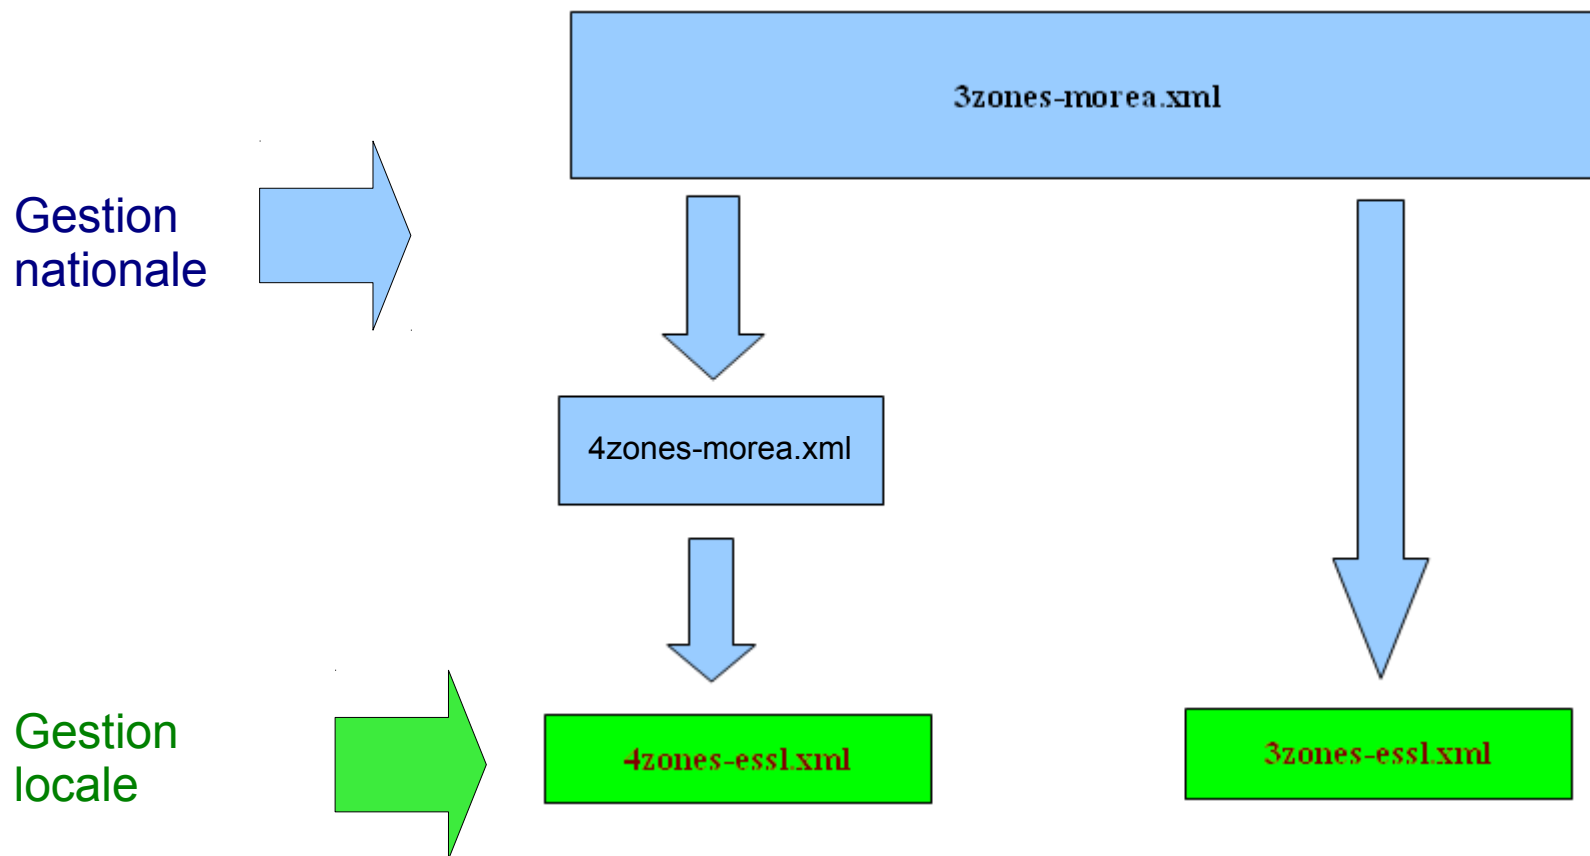 3zones-morea.xml
Gestion
nationale
4zones-morea.xml
Gestion
locale
4zones-essl.xml
3zones-essl.xml